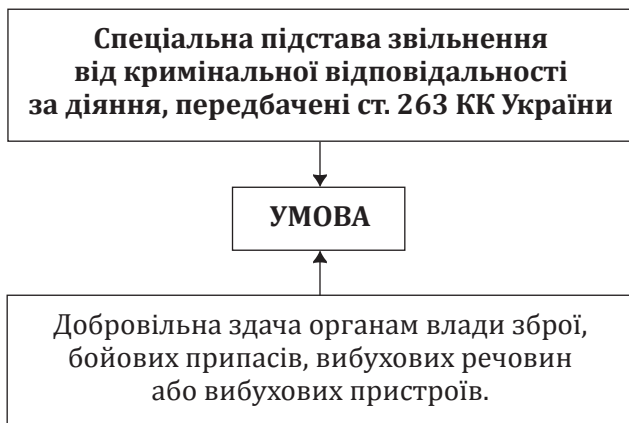 Спеціальна підстава звільнення
від кримінальної відповідальності
за діяння, передбачені ст. 263 КК України
УМОВА
Добровільна здача органам влади зброї,
бойових припасів, вибухових речовин
або вибухових пристроїв.